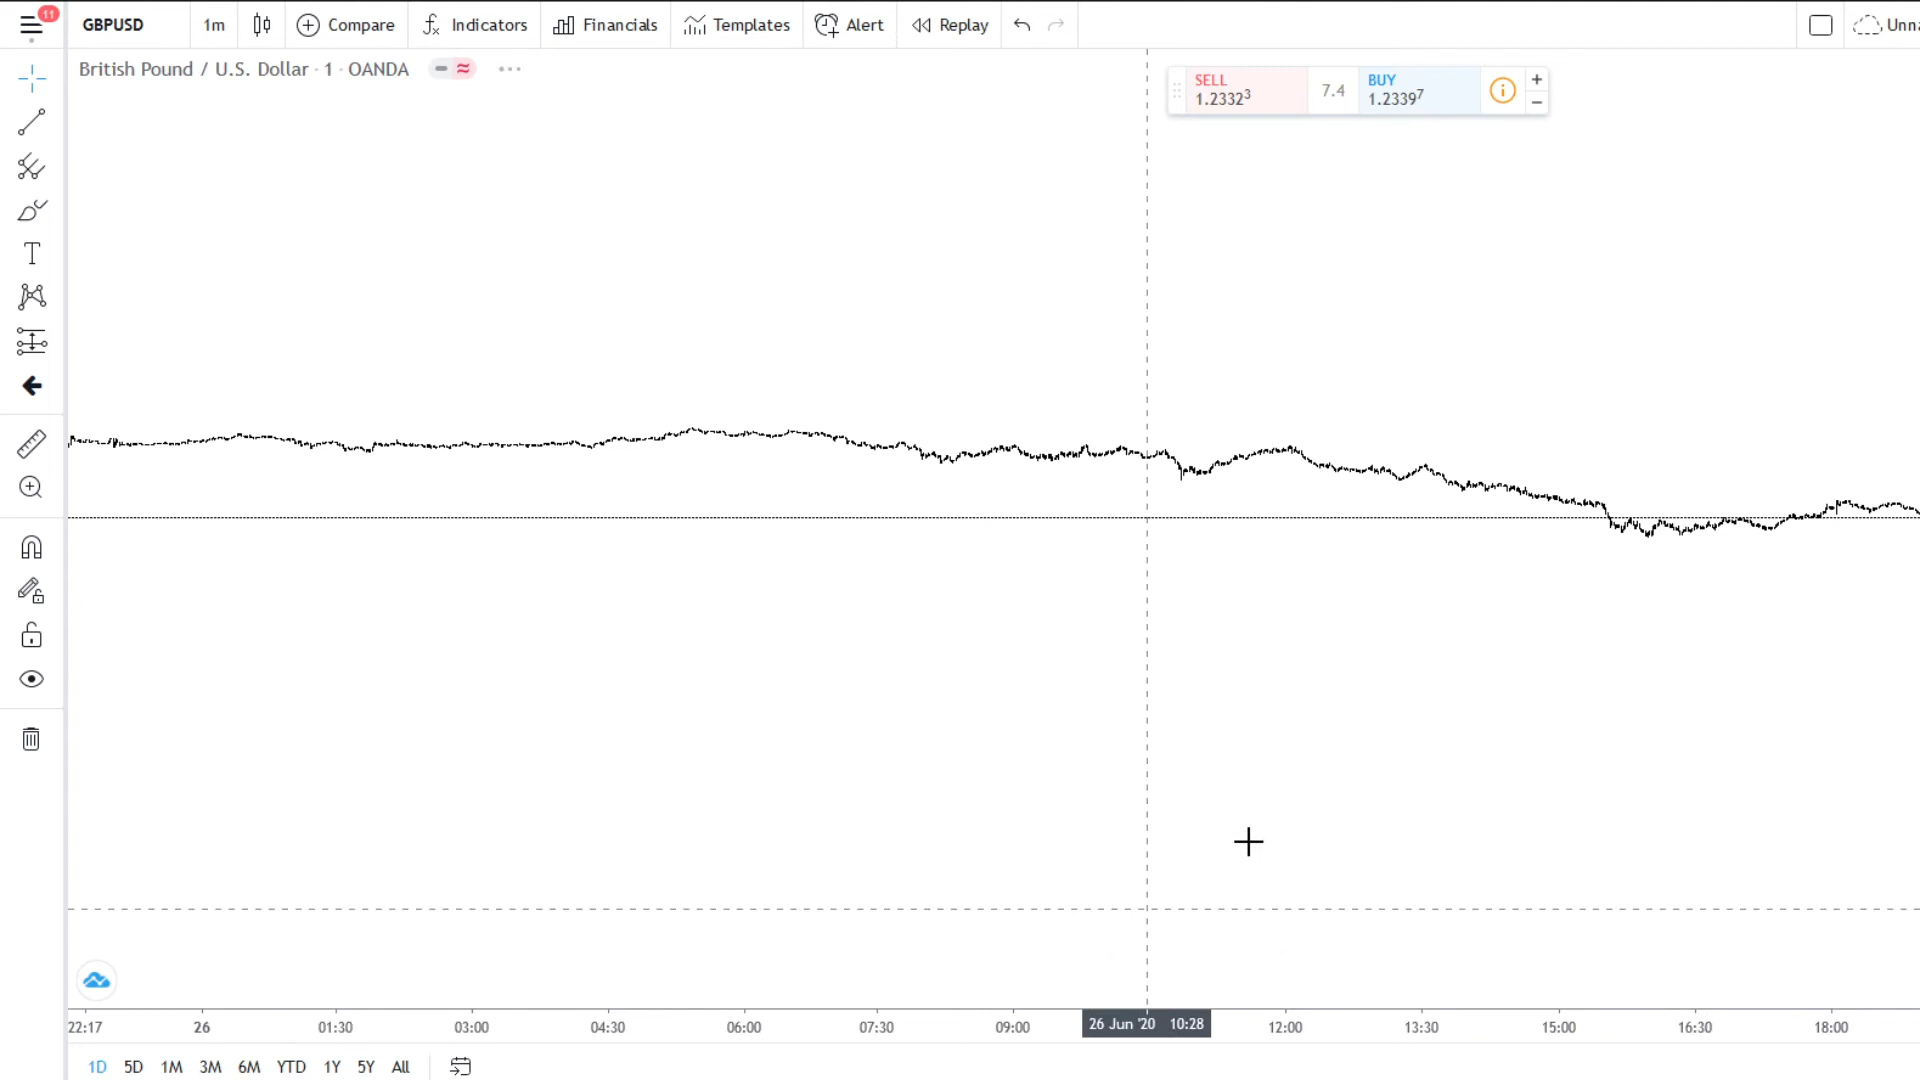 11
GBPUSD
1m
Compare
Indicators
Financials
Templates
Alert
Replay
Unna
British Pound / U.S. Dollar · 1 · OANDA
SELL
1.23323
7.4
BUY
1.23397
T
22:17
26
01:30
03:00
04:30
06:00
07:30
09:00
26 Jun '20 10:28
12:00
13:30
15:00
16:30
18:00
1D 5D 1M 3M 6M YTD 1Y 5Y All